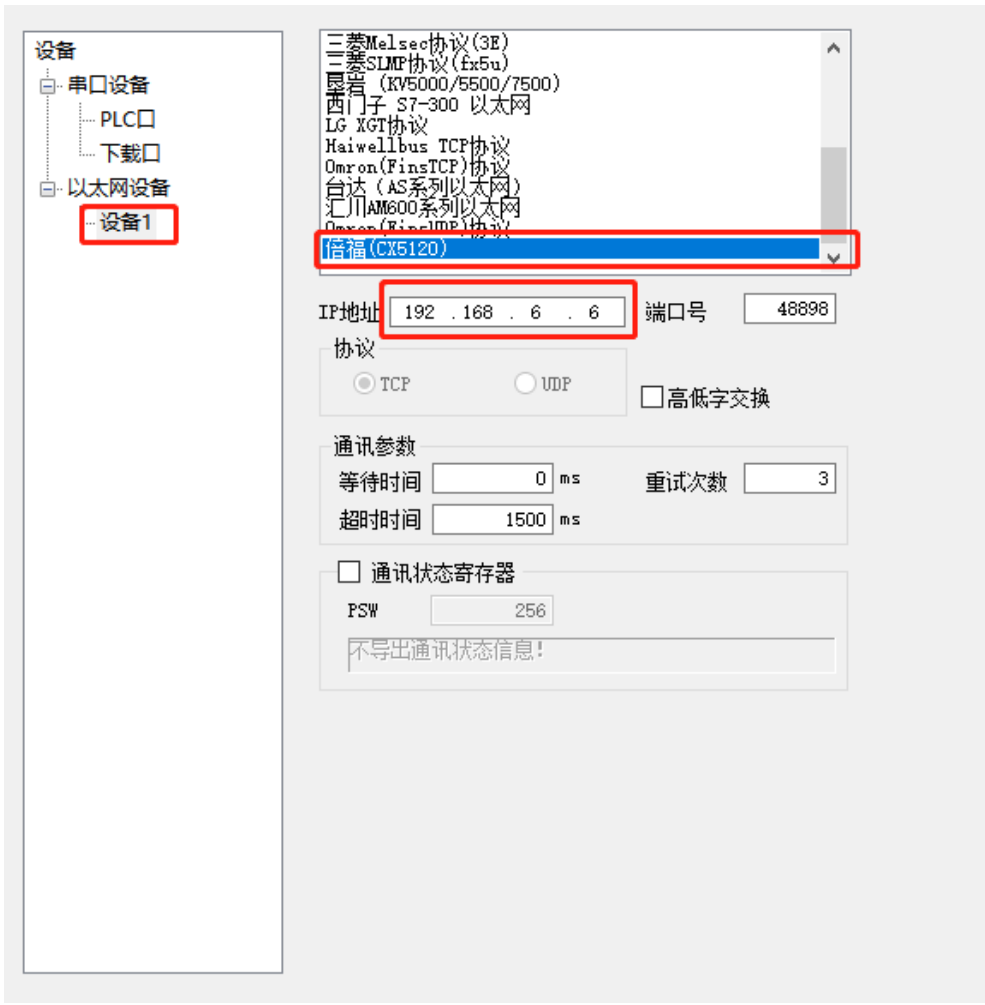 设备
串口设备
PLC口
下载口
以太网设备
设备1
三菱Melsec协议(3E)
三菱SLMP协议(fx5u)
基岩 (KV5000/5500/7500)
西门子 S7-300 以太网
LG XGT协议
Haiwellbus TCP协议
Omron(FinsTCP)协议
台达 (AS系列以太网)
汇川AM600系列以太网
Omron(FinsUDP)协议
倍福(CX5120)
IP地址 192 . 168 . 6 . 6 端口号 48898
协议
TCP UDP
高低字交换
通讯参数
等待时间 0 ms 重试次数 3
超时时间 1500 ms
通讯状态寄存器
PSW 256
不导出通讯状态信息!